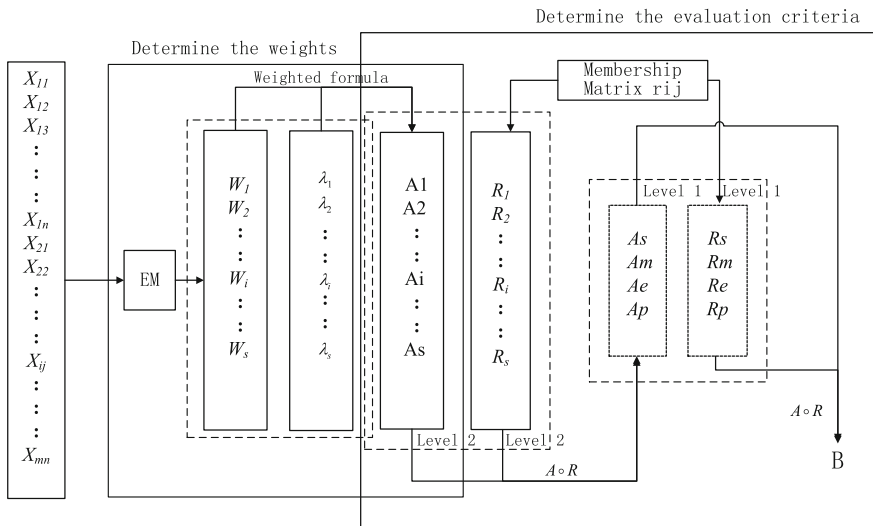 Determine the evaluation criteria
Determine the weights
Weighted formula
Membership
Matrix rij
X11
X12
X13
⋮
⋮
X1n
X21
X22
⋮
⋮
Xij
⋮
⋮
Xmn
EM
W1
W2
⋮ ⋮
Wi
⋮ ⋮
Ws
λ1
λ2
⋮ ⋮
λi
⋮ ⋮
λs
A1
A2
⋮ ⋮
Ai
⋮ ⋮
As
Level 2
R1
R2
⋮ ⋮
Ri
⋮ ⋮
Rs
Level 2
A∘R
Level 1
As
Am
Ae
Ap
Level 1
Rs
Rm
Re
Rp
A∘R
B